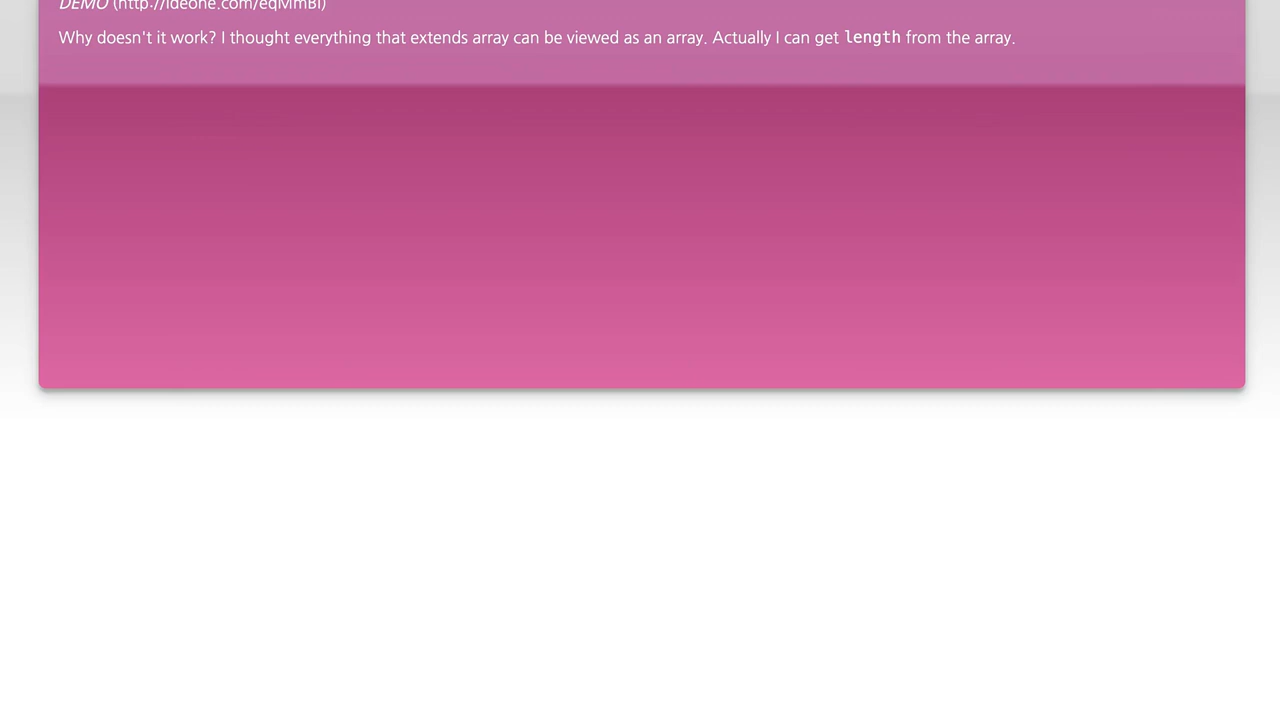 DEMO (http://ideone.com/eqMmBI)
Why doesn't it work? I thought everything that extends array can be viewed as an array. Actually I can get length from the array.